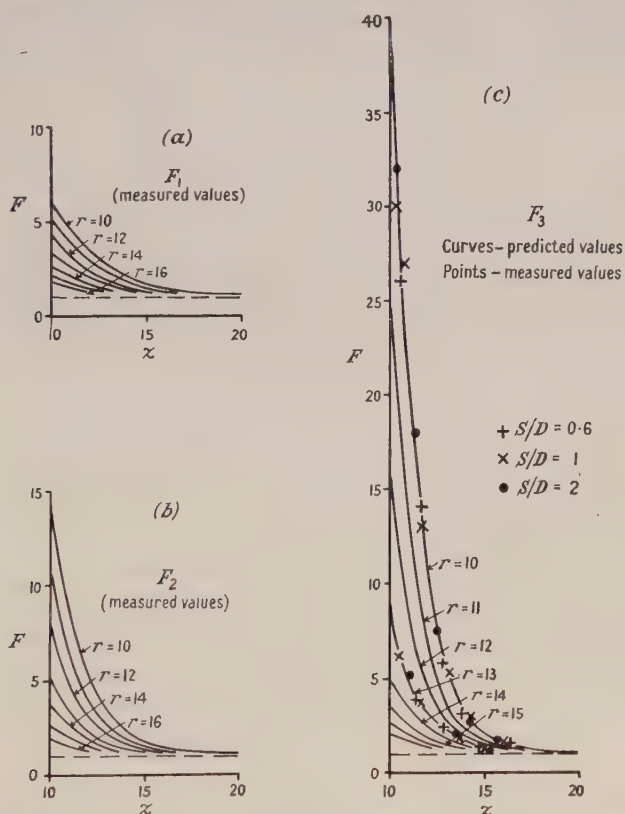 (a)
F₁
(measured values)
10
5
0
F
r=10
r=12
r=14
r=16
10
15
20
z
(b)
F₂
(measured values)
15
10
5
0
F
r=10
r=12
r=14
r=16
10
15
20
z
(c)
F₃
Curves–predicted values
Points – measured values
40
35
30
25
20
15
10
5
0
F
+ S/D = 0·6
× S/D = 1
• S/D = 2
r=10
r=11
r=12
r=13
r=14
r=15
10
15
20
z